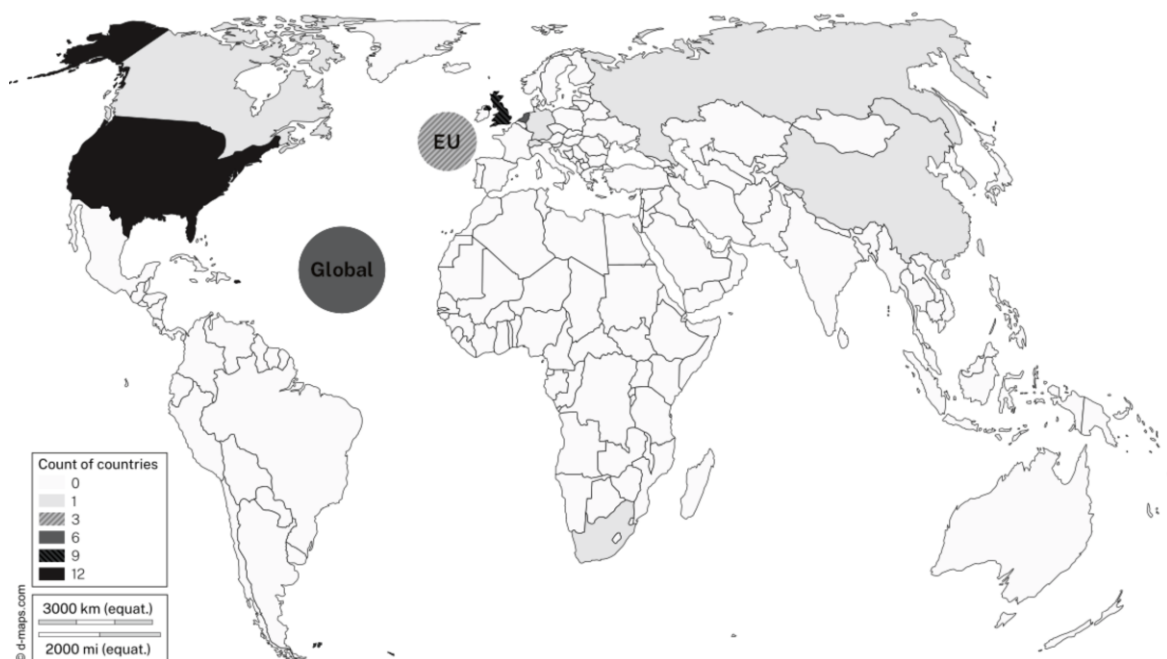 EU
Global
Count of countries
0
1
3
6
9
12
3000 km (equat.)
2000 mi (equat.)
© d-maps.com